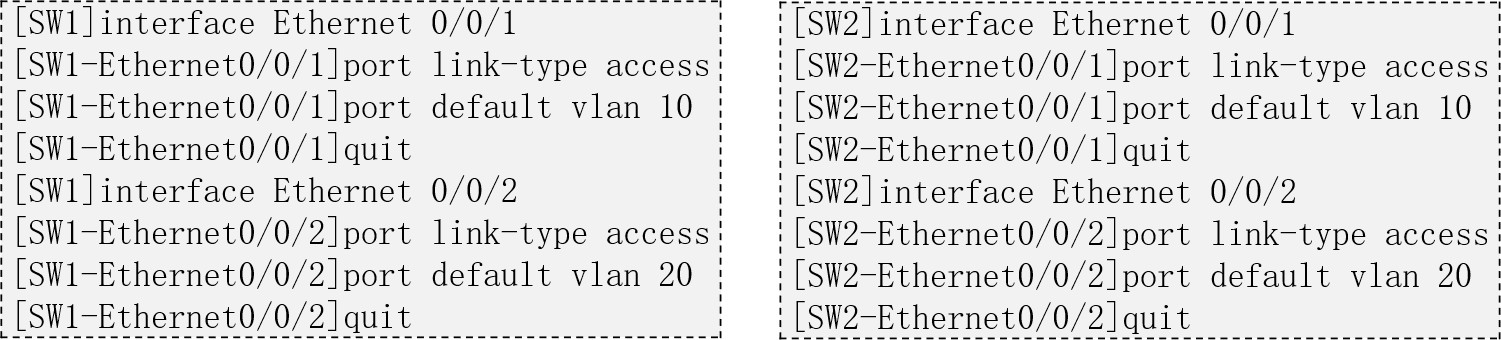 [SW1]interface Ethernet 0/0/1
[SW1-Ethernet0/0/1]port link-type access
[SW1-Ethernet0/0/1]port default vlan 10
[SW1-Ethernet0/0/1]quit
[SW1]interface Ethernet 0/0/2
[SW1-Ethernet0/0/2]port link-type access
[SW1-Ethernet0/0/2]port default vlan 20
[SW1-Ethernet0/0/2]quit
[SW2]interface Ethernet 0/0/1
[SW2-Ethernet0/0/1]port link-type access
[SW2-Ethernet0/0/1]port default vlan 10
[SW2-Ethernet0/0/1]quit
[SW2]interface Ethernet 0/0/2
[SW2-Ethernet0/0/2]port link-type access
[SW2-Ethernet0/0/2]port default vlan 20
[SW2-Ethernet0/0/2]quit